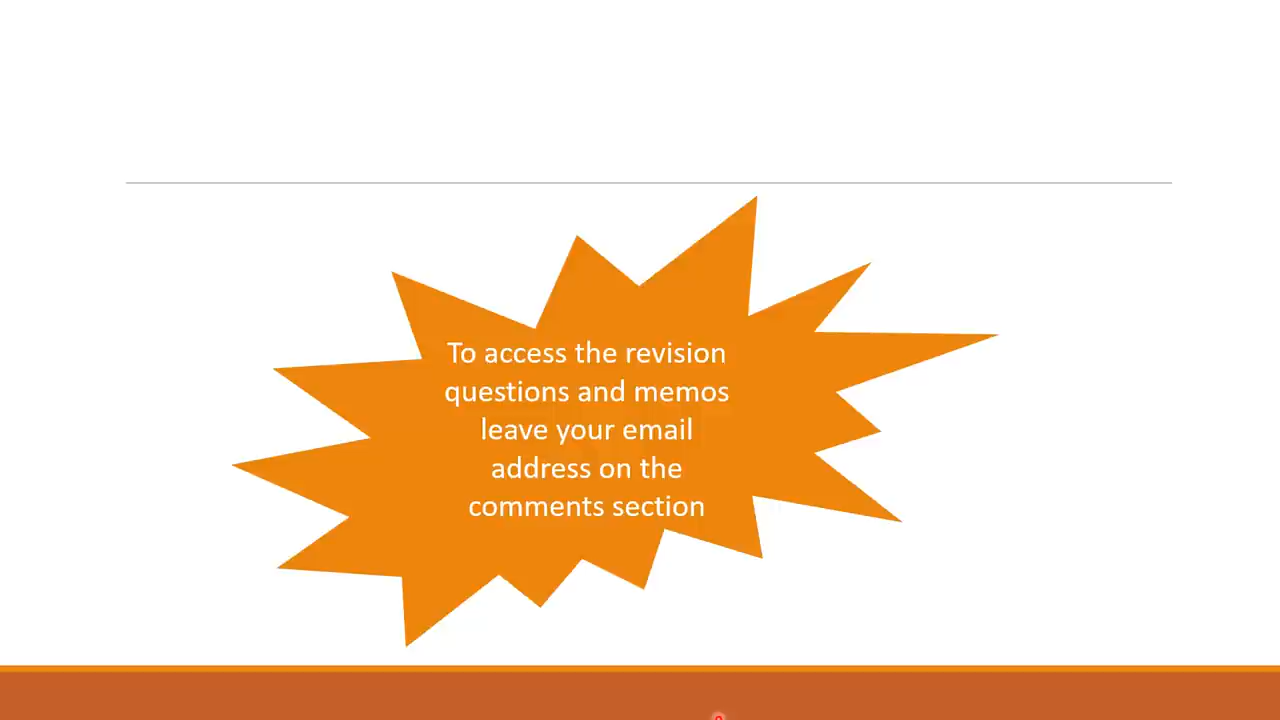 To access the revision
questions and memos
leave your email
address on the
comments section